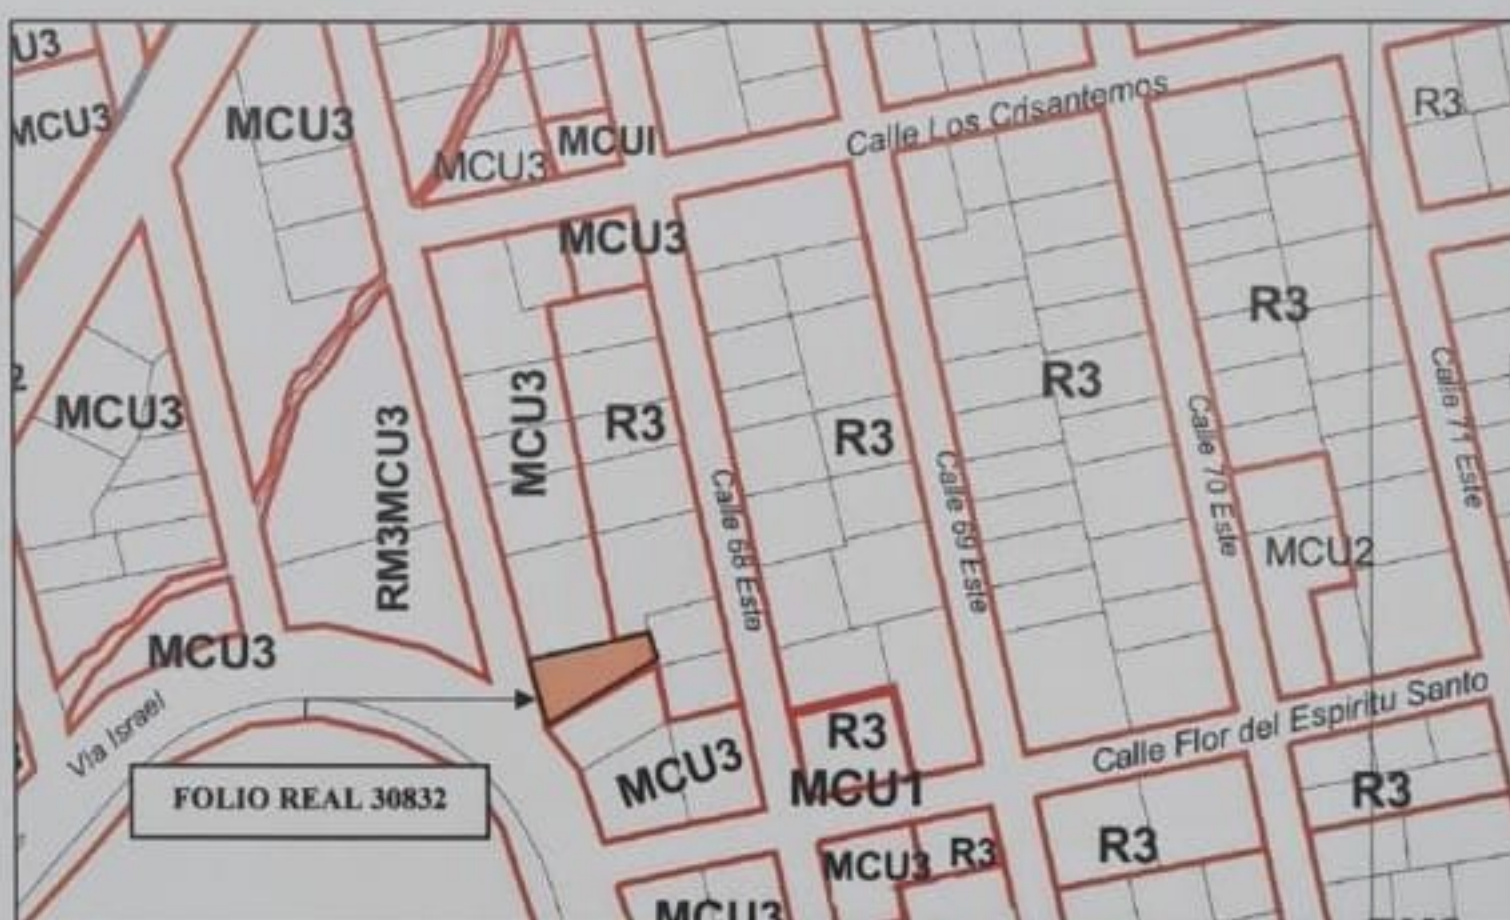 U3
MCU3
MCU3
MCU3
MCUI
Calle Los Crisantemos
R3
MCU3
R3
MCU3
MCU3
R3
R3
R3
RM3MCU3
Calle 68 Este
Calle 69 Este
Calle 70 Este
Calle 71 Este
MCU2
MCU3
Via Israel
FOLIO REAL 30832
MCU3
R3
MCU1
Calle Flor del Espiritu Santo
R3
R3
MCU3
R3
MCU3